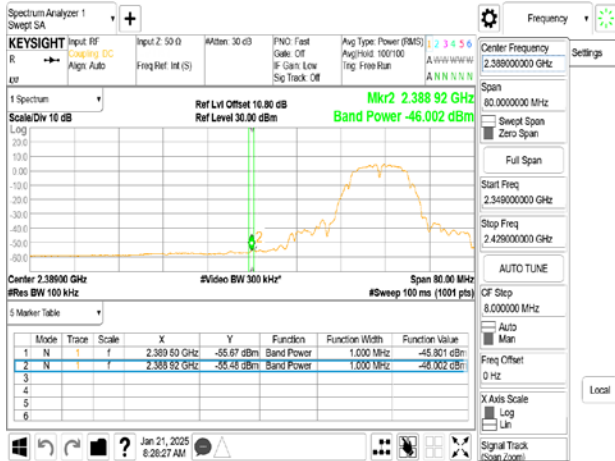 Spectrum Analyzer 1
Swept SA
Frequency
KEYSIGHT
R
Input: RF
Coupling: DC
Align: Auto
Input Z: 50 Ω
Freq Ref: Int (S)
#Atten: 30 dB
PNO: Fast
Gate: Off
IF Gain: Low
Sig Track: Off
Avg Type: Power (RMS)
Avg|Hold: 100/100
Trig: Free Run
1 2 3 4 5 6
A W W W W W
A N N N N N
Center Frequency
2.389000000 GHz
Settings
Span
80.0000000 MHz
Swept Span
Zero Span
Full Span
Start Freq
2.349000000 GHz
Stop Freq
2.429000000 GHz
AUTO TUNE
CF Step
8.000000 MHz
Auto
Man
Freq Offset
0 Hz
X Axis Scale
Log
Lin
Signal Track
(Span Zoom)
Local
1 Spectrum
Scale/Div 10 dB
Ref Lvl Offset 10.80 dB
Ref Level 30.00 dBm
Mkr2 2.388 92 GHz
Band Power -46.002 dBm
Log
20.0
10.0
0.00
-10.0
-20.0
-30.0
-40.0
-50.0
-60.0
2
Center 2.38900 GHz
#Video BW 300 kHz*
Span 80.00 MHz
#Res BW 100 kHz
#Sweep 100 ms (1001 pts)
5 Marker Table
Mode Trace Scale X Y Function Function Width Function Value
1 N 1 f 2.389 50 GHz -55.67 dBm Band Power 1.000 MHz -45.801 dBm
2 N 1 f 2.388 92 GHz -55.48 dBm Band Power 1.000 MHz -46.002 dBm
3
4
5
6
?
Jan 21, 2025
8:28:27 AM